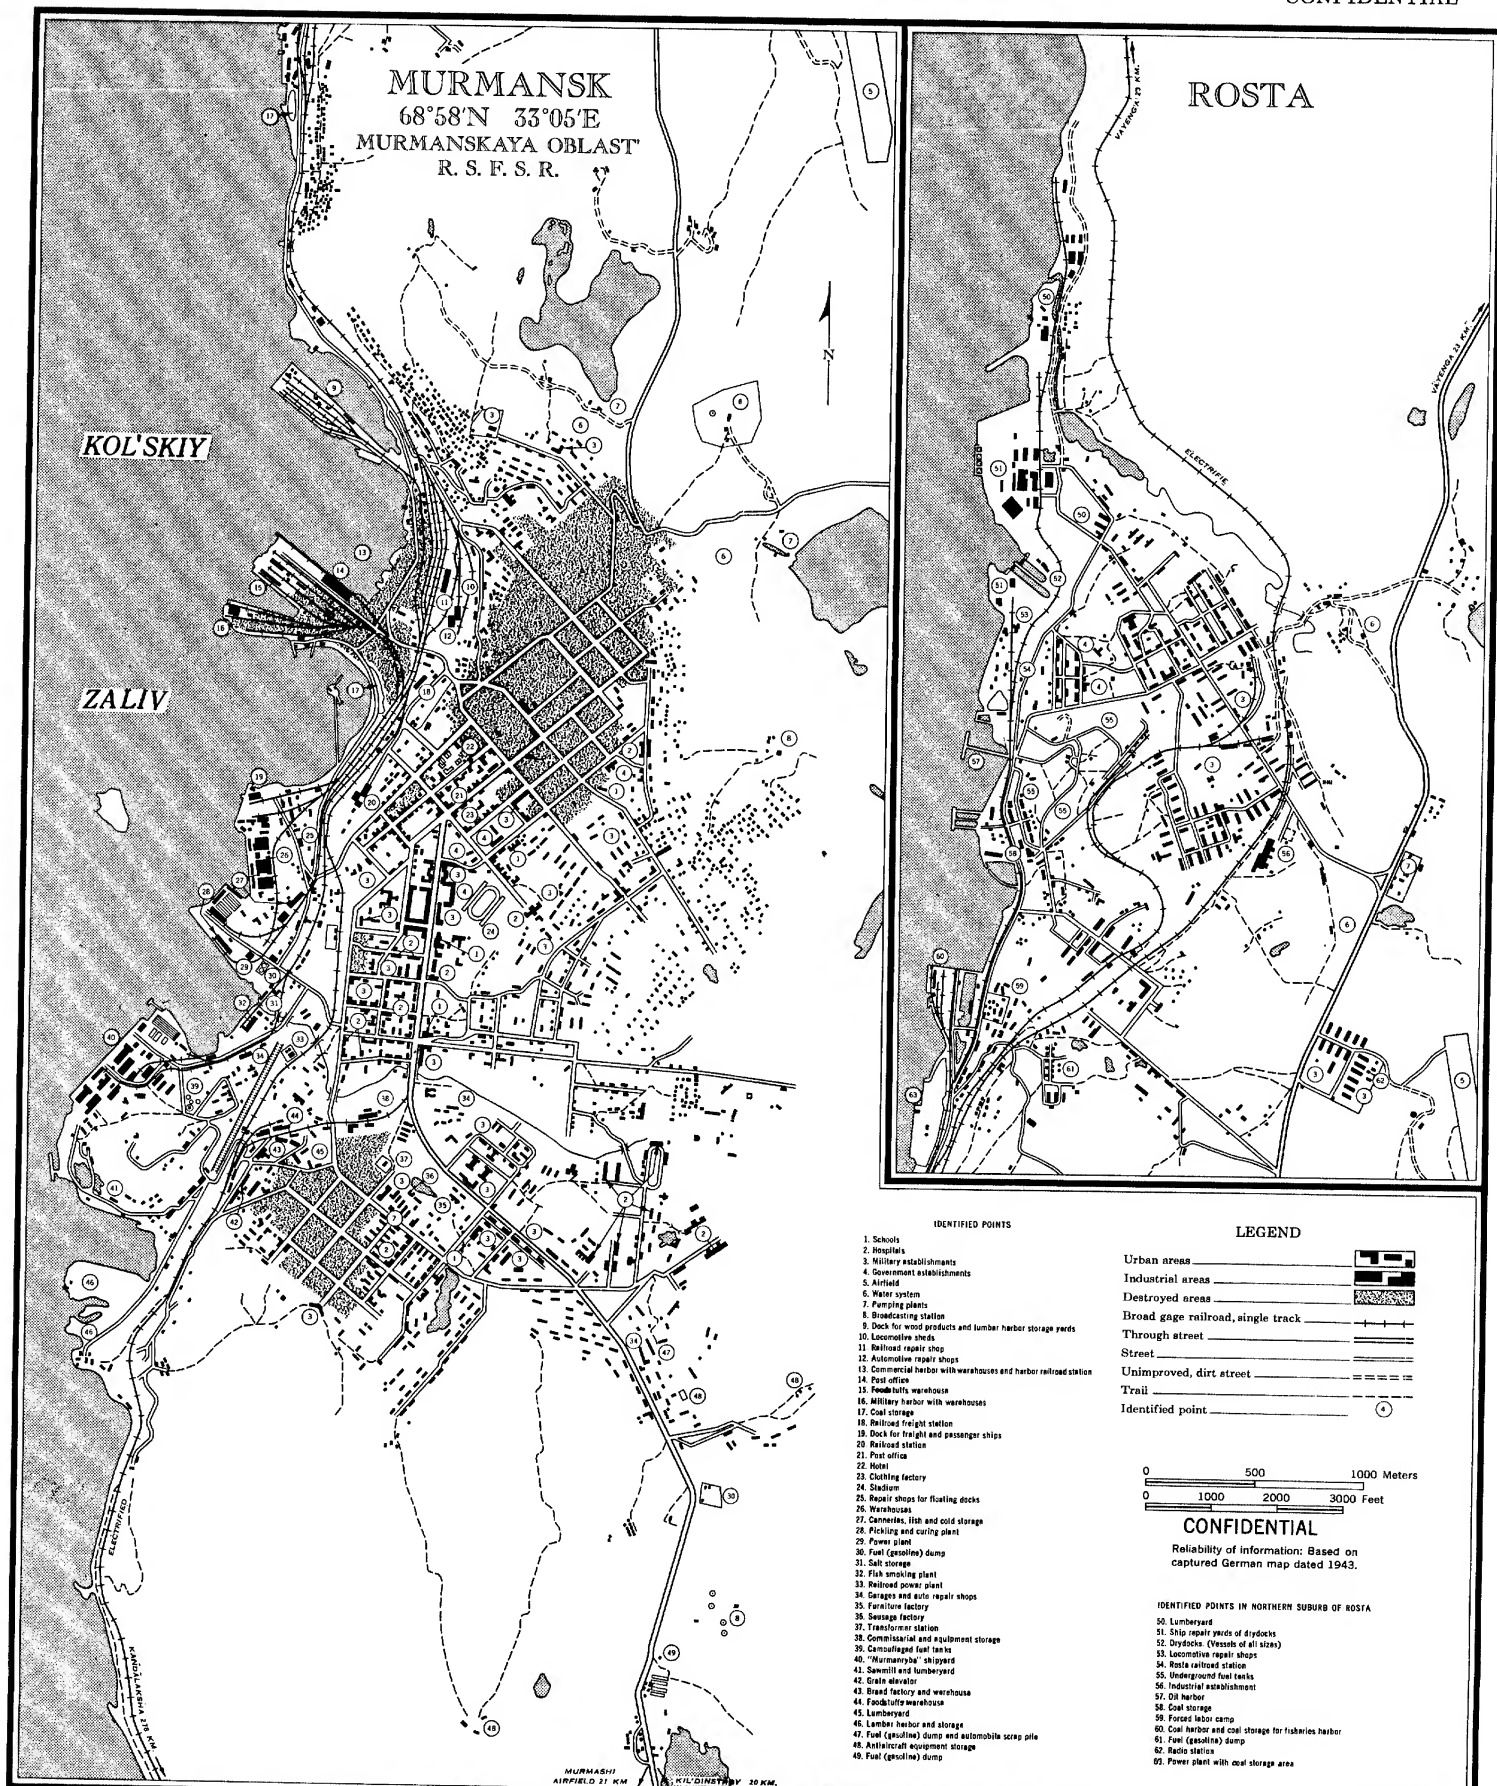 CONFIDENTIAL
MURMANSK
68°58'N 33°05'E
MURMANSKAYA OBLAST'
R. S. F. S. R.
ROSTA
N
KOL'SKIY
ZALIV
VAYENGA 23 KM.
VAYENGA 23 KM.
ELECTRIFIE
ELECTRIFIED
KANDALAKSHA 278 KM
MURMASHI
AIRFIELD 21 KM
KIL'DINSTROY 20 KM.
IDENTIFIED POINTS
1. Schools
2. Hospitals
3. Military establishments
4. Government establishments
5. Airfield
6. Water system
7. Pumping plants
8. Broadcasting station
9. Dock for wood products and lumber harbor storage yards
10. Locomotive sheds
11 Railroad repair shop
12. Automotive repair shops
13. Commercial harbor with warehouses and harbor railroad station
14. Post office
15. Foodstuffs warehouse
16. Military harbor with warehouses
17. Coal storage
18. Railroad freight station
19. Dock for freight and passenger ships
20 Railroad station
21. Post office
22. Hotel
23. Clothing factory
24. Stadium
25. Repair shops for floating docks
26. Warehouses
27. Canneries, fish and cold storage
28. Pickling and curing plant
29. Power plant
30. Fuel (gasoline) dump
31. Salt storage
32. Fish smoking plant
33. Railroad power plant
34. Garages and auto repair shops
35. Furniture factory
36. Sausage factory
37. Transformer station
38. Commissarial and equipment storage
39. Camouflaged fuel tanks
40. "Murmanryba" shipyard
41. Sawmill and lumberyard
42. Grain elevator
43. Bread factory and warehouse
44. Foodstuffs warehouse
45. Lumberyard
46. Lumber harbor and storage
47. Fuel (gasoline) dump and automobile scrap pile
48. Antiaircraft equipment storage
49. Fuel (gasoline) dump
LEGEND
Urban areas
Industrial areas
Destroyed areas
Broad gage railroad, single track
Through street
Street
Unimproved, dirt street
Trail
Identified point 4
0 500 1000 Meters
0 1000 2000 3000 Feet
CONFIDENTIAL
Reliability of information: Based on
captured German map dated 1943.
IDENTIFIED POINTS IN NORTHERN SUBURB OF ROSTA
50. Lumberyard
51. Ship repair yards of drydocks
52. Drydocks. (Vessels of all sizes)
53. Locomotive repair shops
54. Rosta railroad station
55. Underground fuel tanks
56. Industrial establishment
57. Oil harbor
58. Coal storage
59. Forced labor camp
60. Coal harbor and coal storage for fisheries harbor
61. Fuel (gasoline) dump
62. Radio station
63. Power plant with coal storage area